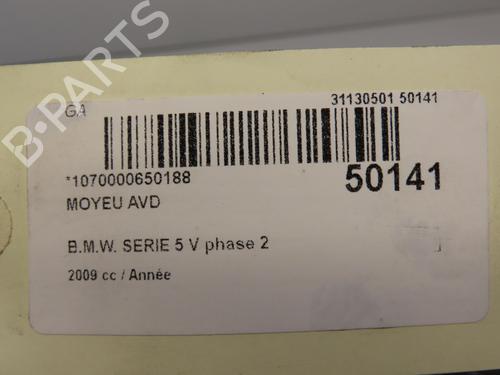 GA
31130501 50141
*1070000650188
50141
MOYEU AVD
B.M.W. SERIE 5 V phase 2
2009 cc / Année
B-PARTS